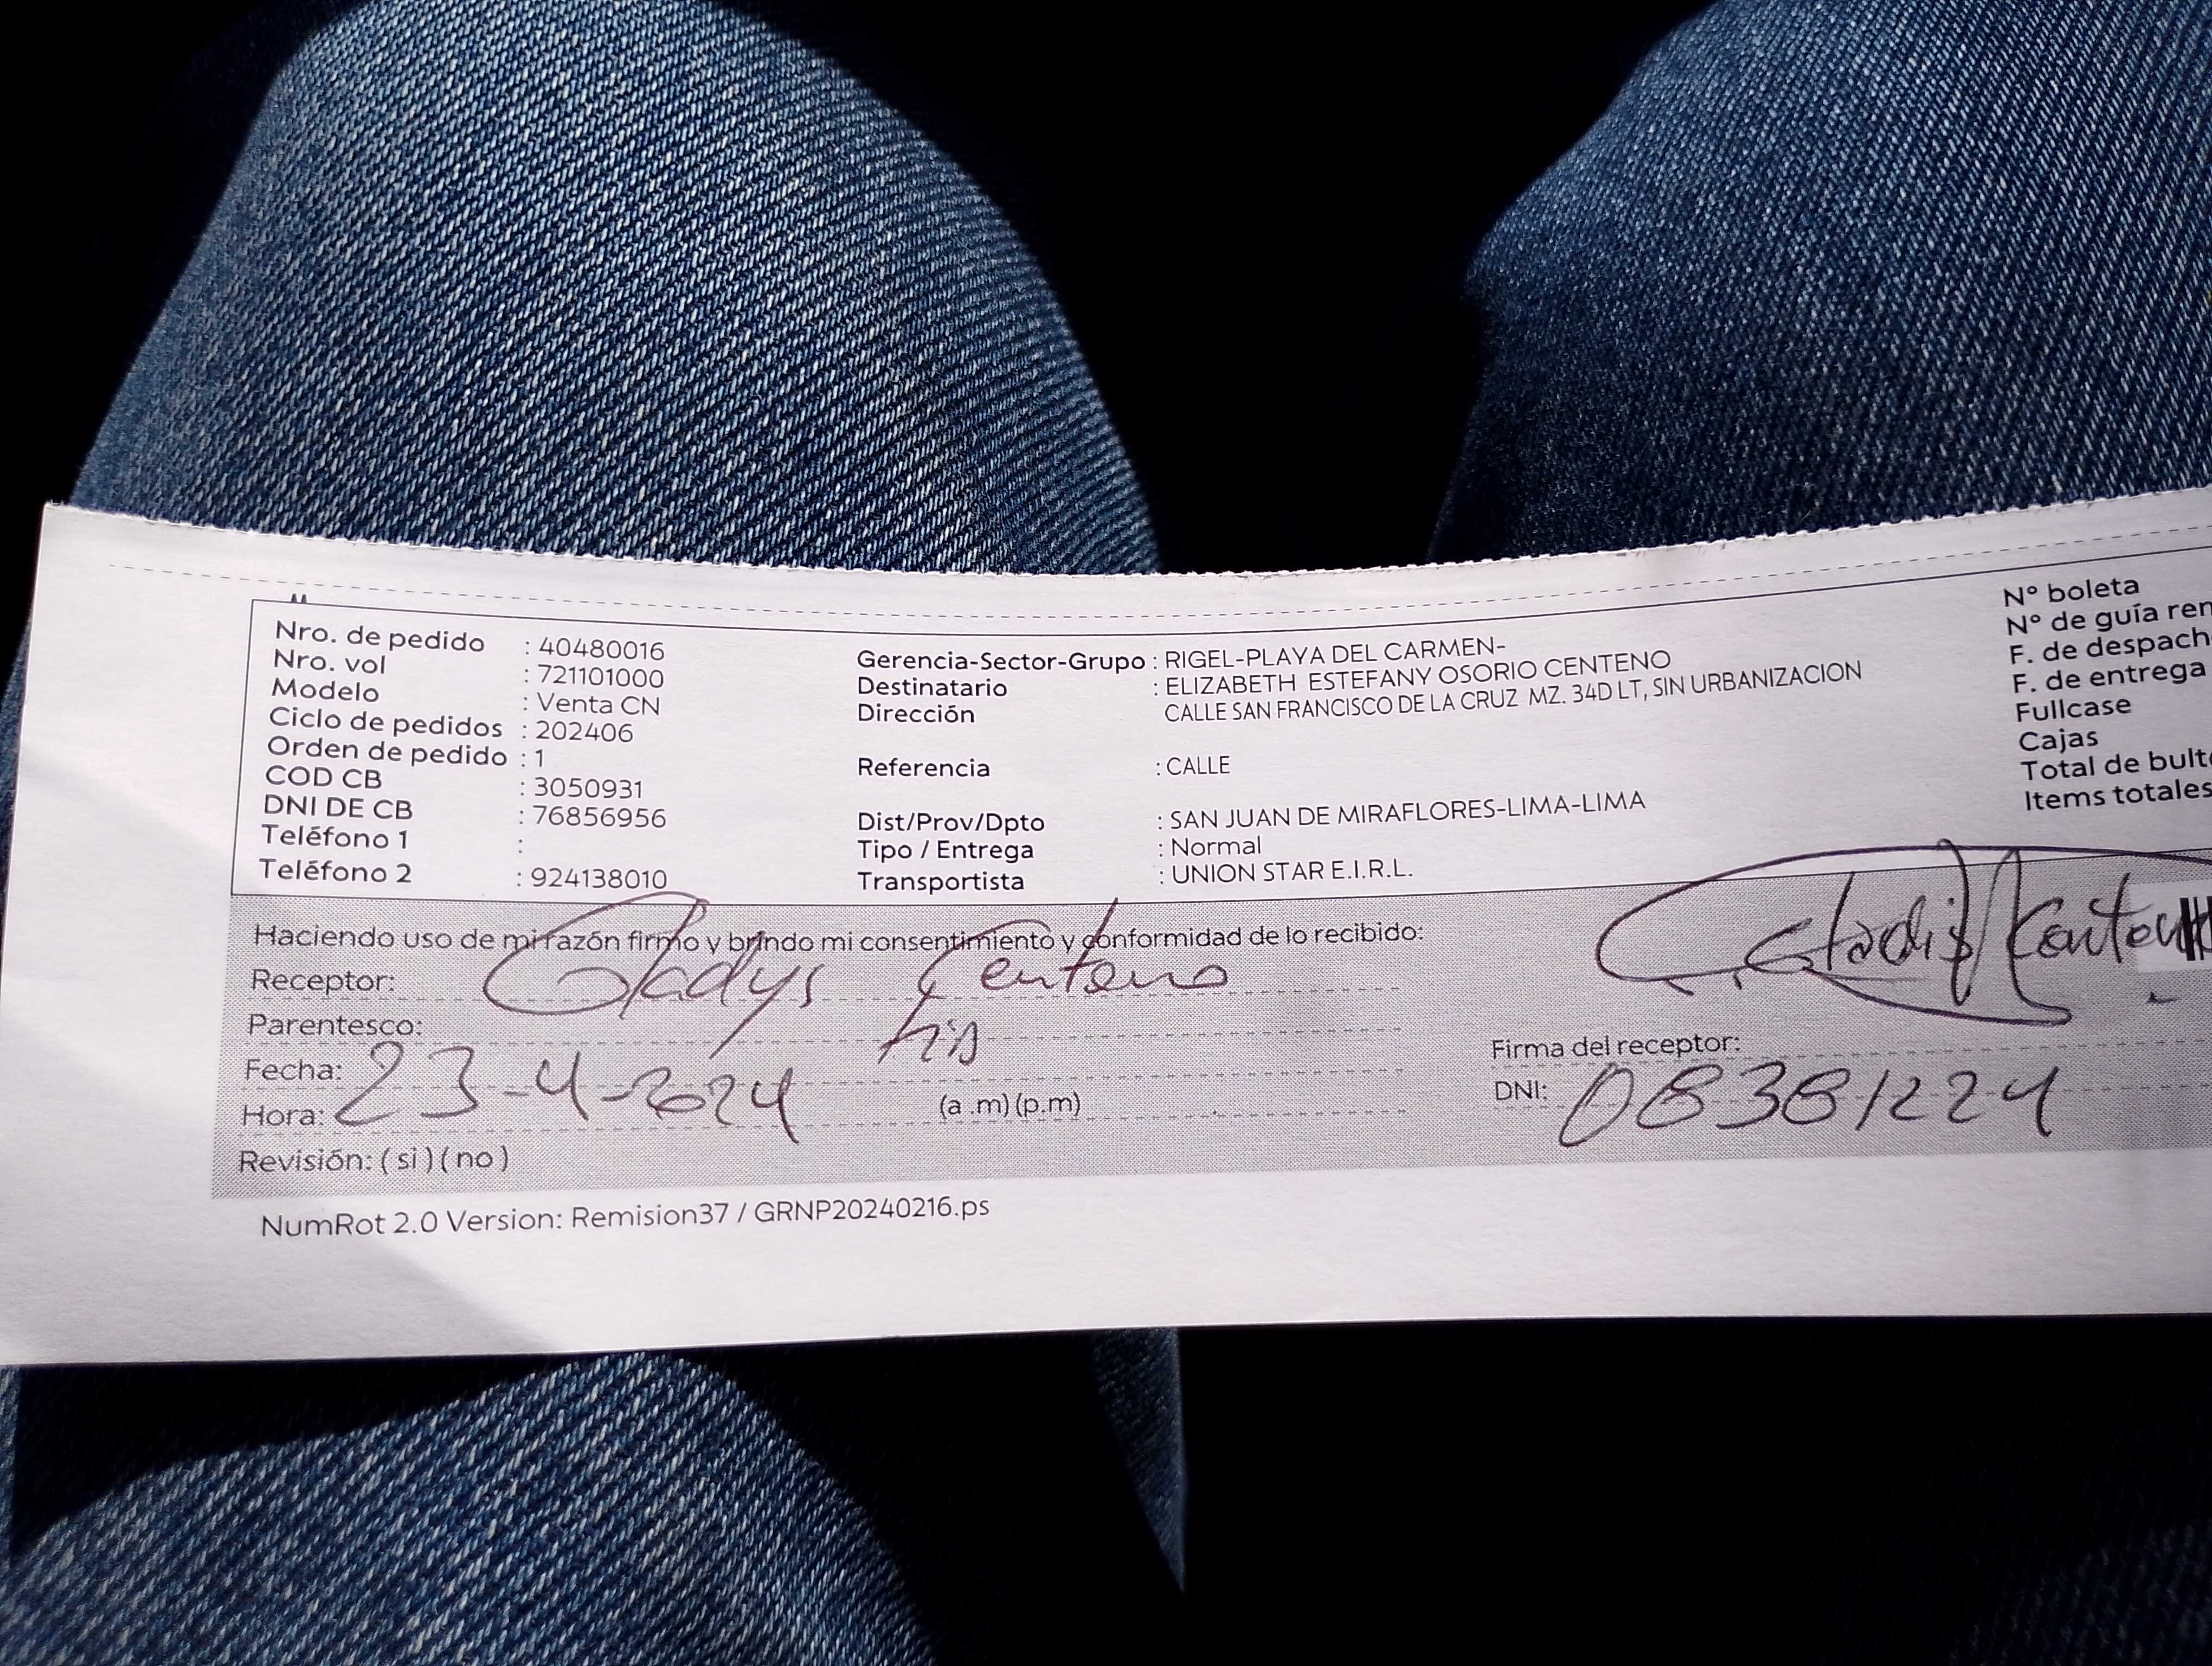 Nro. de pedido : 40480016
Nro. vol : 721101000
Modelo : Venta CN
Ciclo de pedidos : 202406
Orden de pedido : 1
COD CB : 3050931
DNI DE CB : 76856956
Teléfono 1 :
Teléfono 2 : 924138010
Gerencia-Sector-Grupo : RIGEL-PLAYA DEL CARMEN-
Destinatario : ELIZABETH ESTEFANY OSORIO CENTENO
Dirección CALLE SAN FRANCISCO DE LA CRUZ MZ. 34D LT, SIN URBANIZACION
Referencia : CALLE
Dist/Prov/Dpto : SAN JUAN DE MIRAFLORES-LIMA-LIMA
Tipo / Entrega : Normal
Transportista : UNION STAR E.I.R.L.
N° boleta
N° de guía rem
F. de despach
F. de entrega
Fullcase
Cajas
Total de bult
Items totales
Haciendo uso de mi razón firmo y brindo mi consentimiento y conformidad de lo recibido:
Receptor: Gladys Centeno
Parentesco:
Fecha: 23-4-2024
Hora: (a .m) (p.m)
Revisión: ( si ) ( no )
Firma del receptor:
DNI: 08381224
NumRot 2.0 Version: Remision37 / GRNP20240216.ps